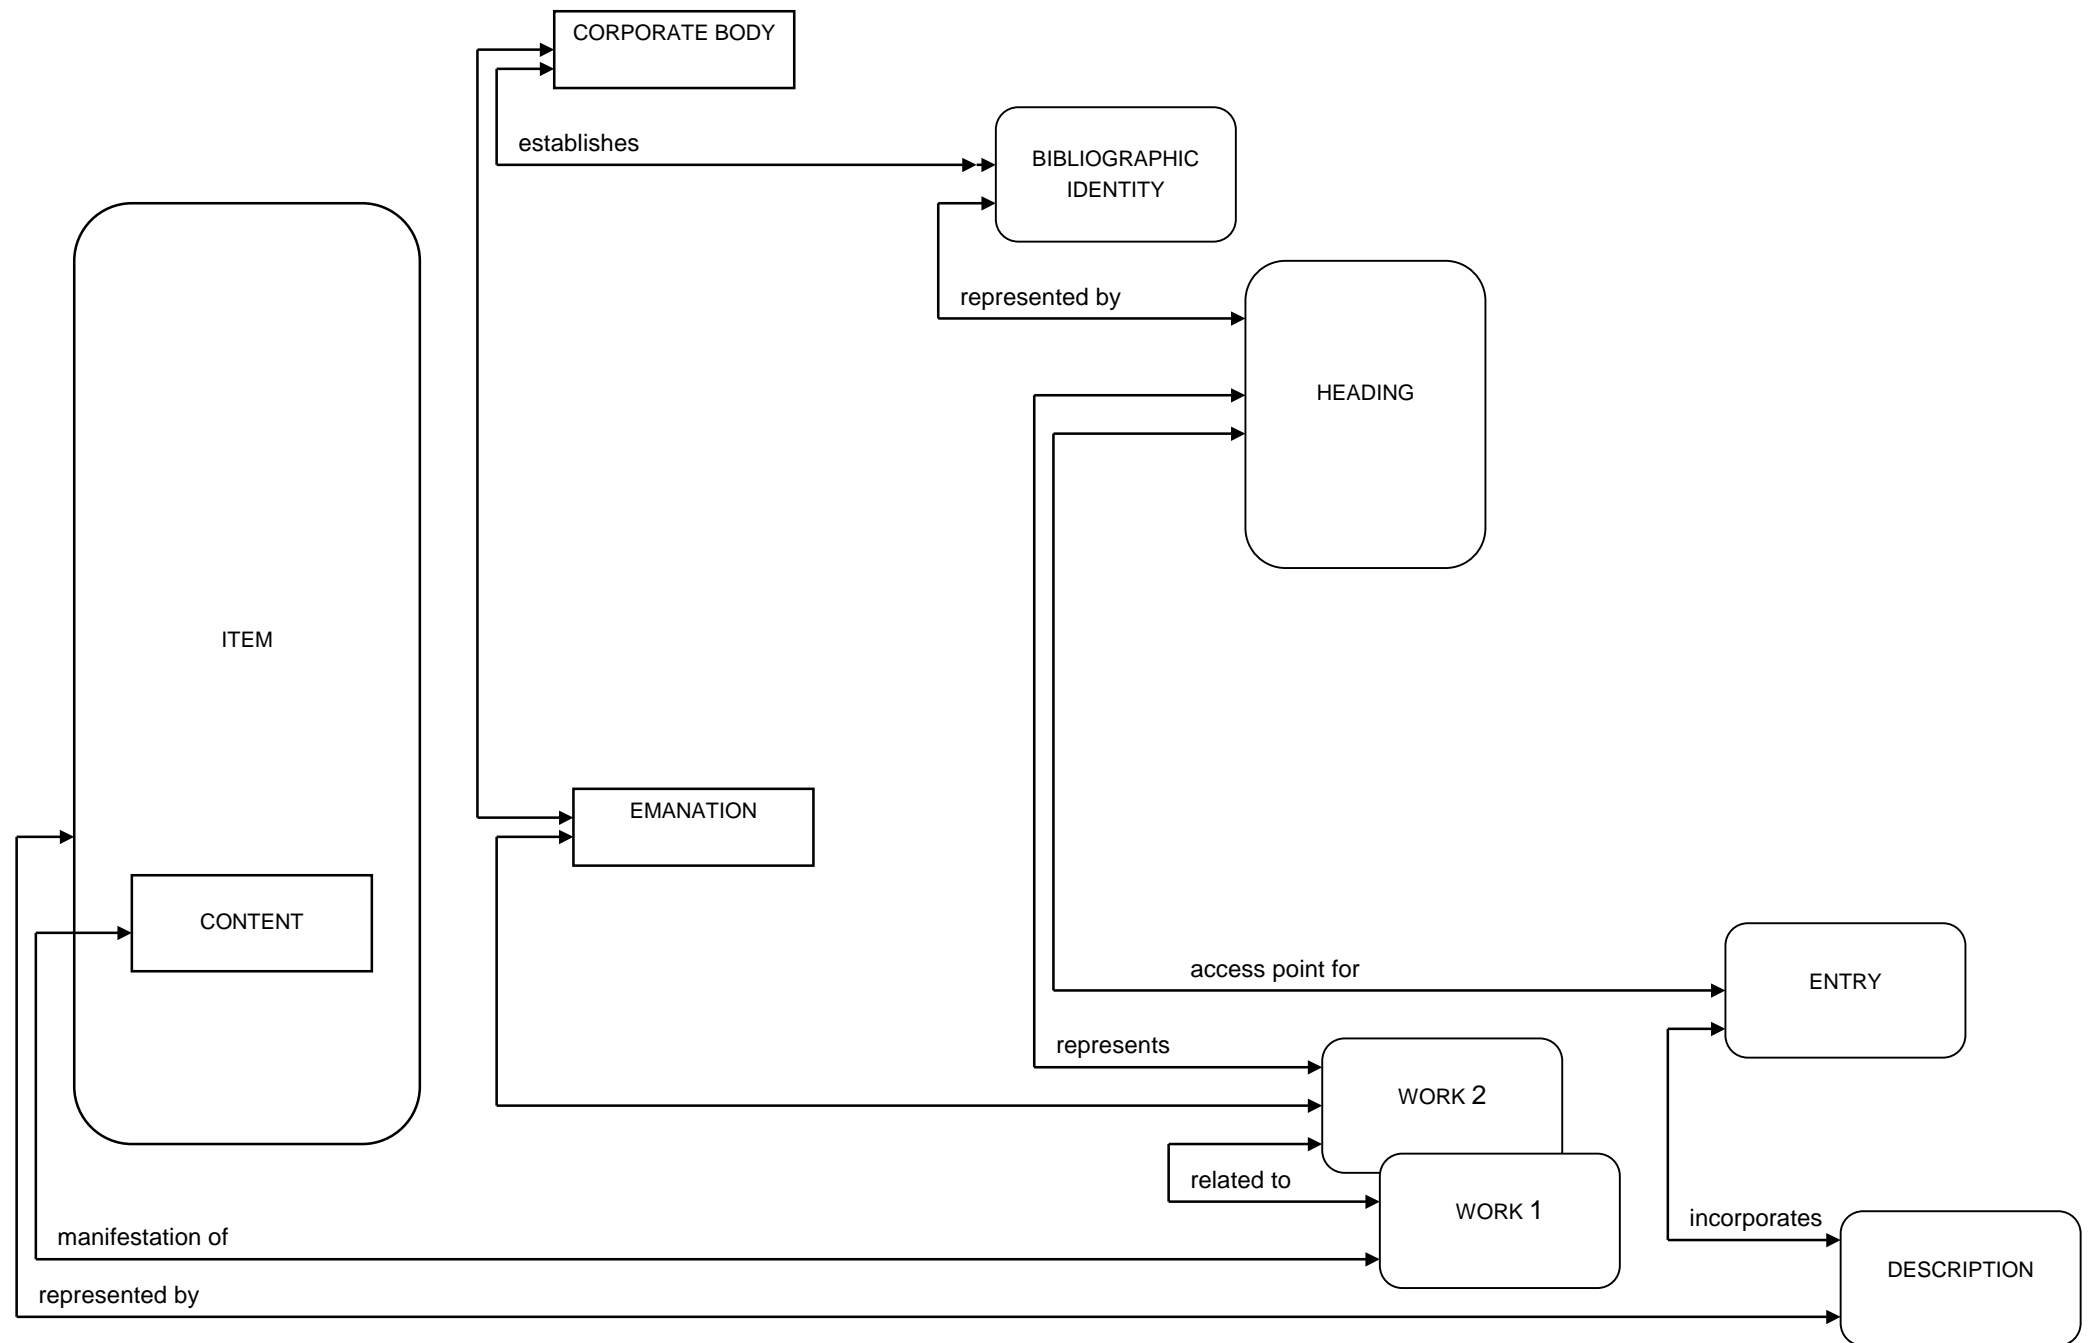 CORPORATE BODY
establishes
BIBLIOGRAPHIC
IDENTITY
represented by
HEADING
ITEM
EMANATION
CONTENT
access point for
ENTRY
represents
WORK 2
related to
WORK 1
incorporates
manifestation of
DESCRIPTION
represented by